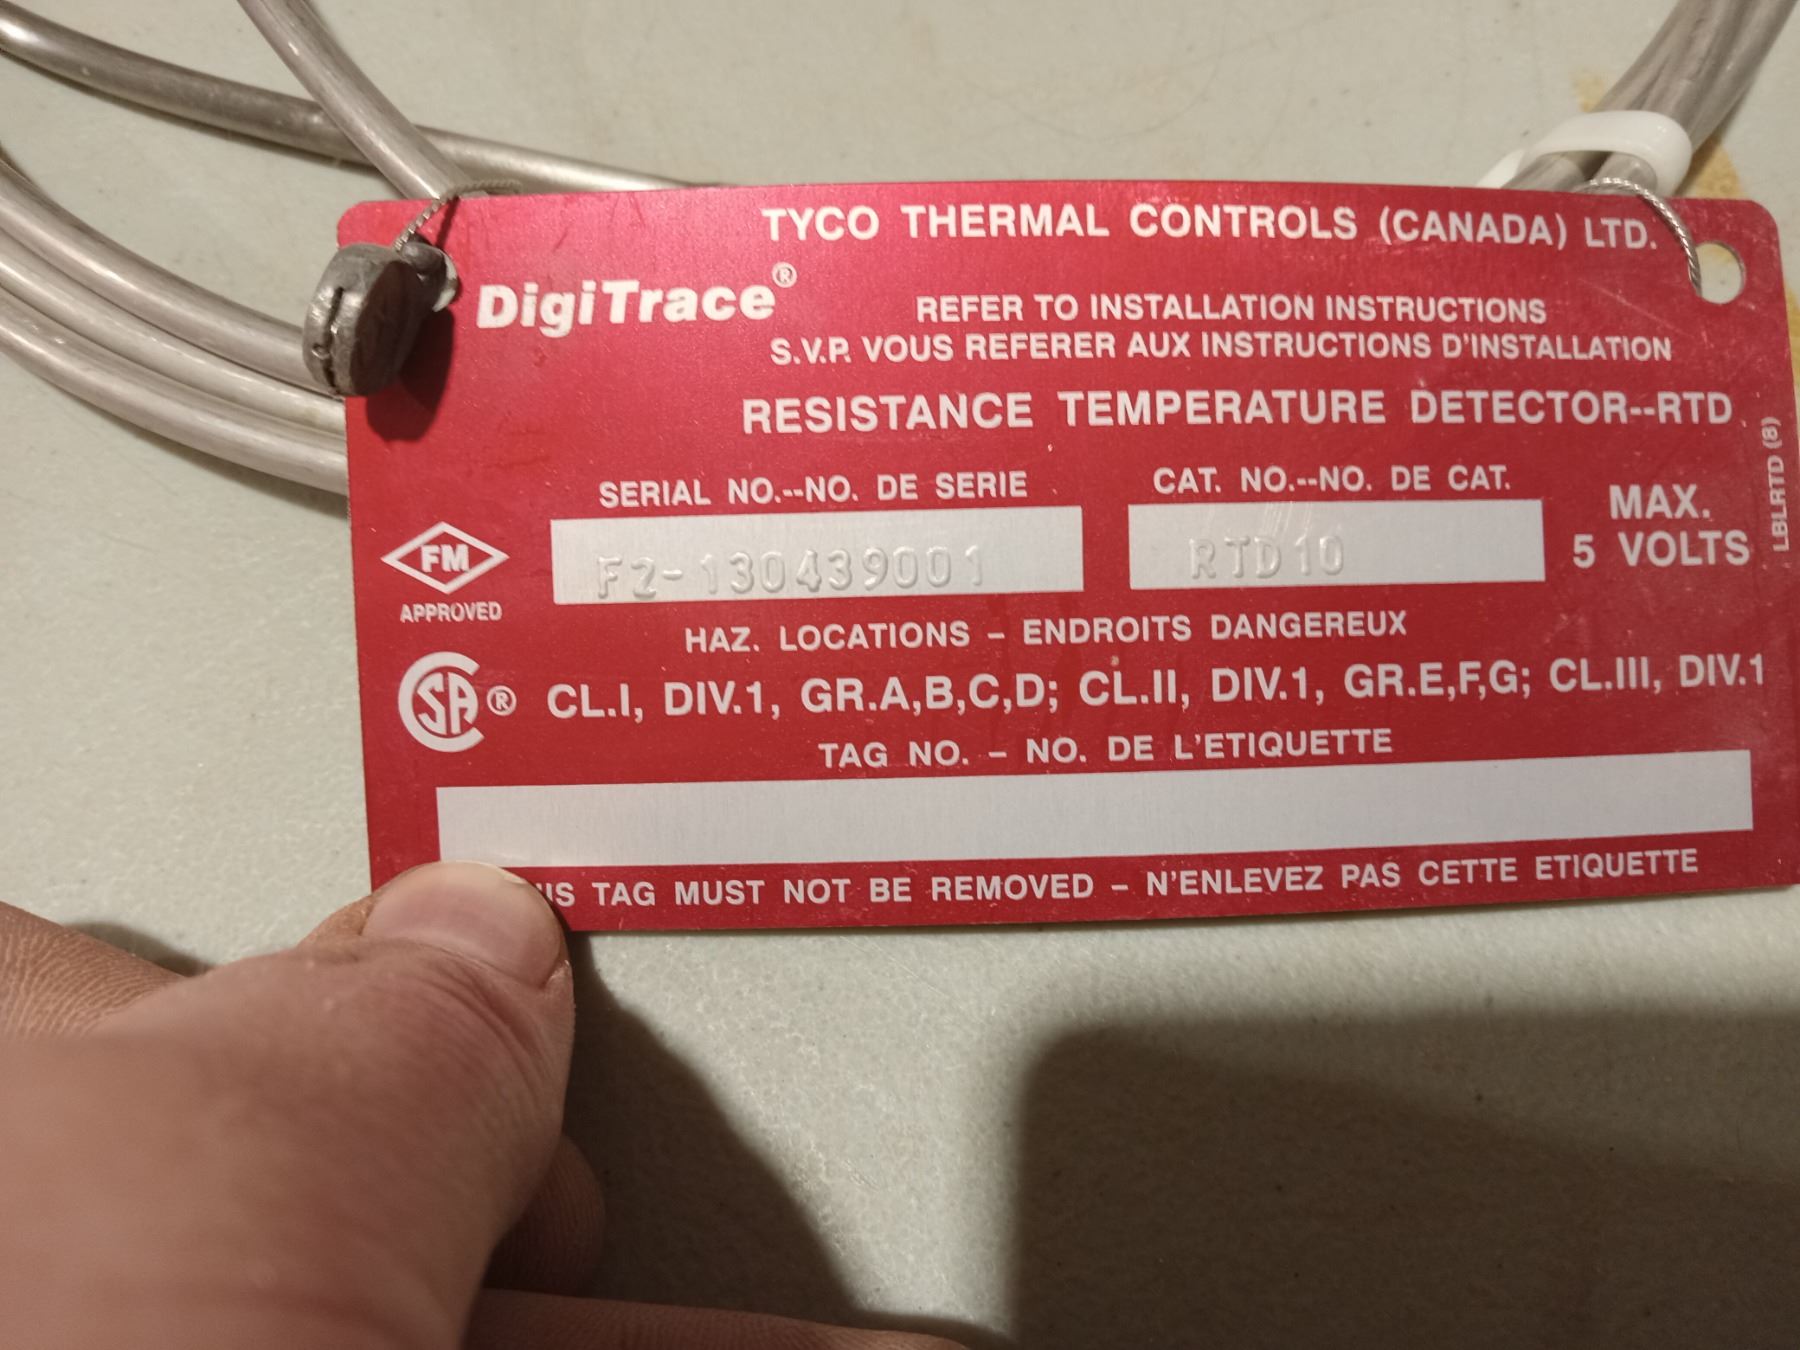 TYCO THERMAL CONTROLS (CANADA) LTD.
DigiTrace®
REFER TO INSTALLATION INSTRUCTIONS
S.V.P. VOUS REFERER AUX INSTRUCTIONS D'INSTALLATION
RESISTANCE TEMPERATURE DETECTOR--RTD
SERIAL NO.--NO. DE SERIE
CAT. NO.--NO. DE CAT.
MAX.
5 VOLTS
LBLRTD (8)
F2-130439001
RTD10
FM
APPROVED
HAZ. LOCATIONS – ENDROITS DANGEREUX
CSA® CL.I, DIV.1, GR.A,B,C,D; CL.II, DIV.1, GR.E,F,G; CL.III, DIV.1
TAG NO. – NO. DE L'ETIQUETTE
IS TAG MUST NOT BE REMOVED – N'ENLEVEZ PAS CETTE ETIQUETTE